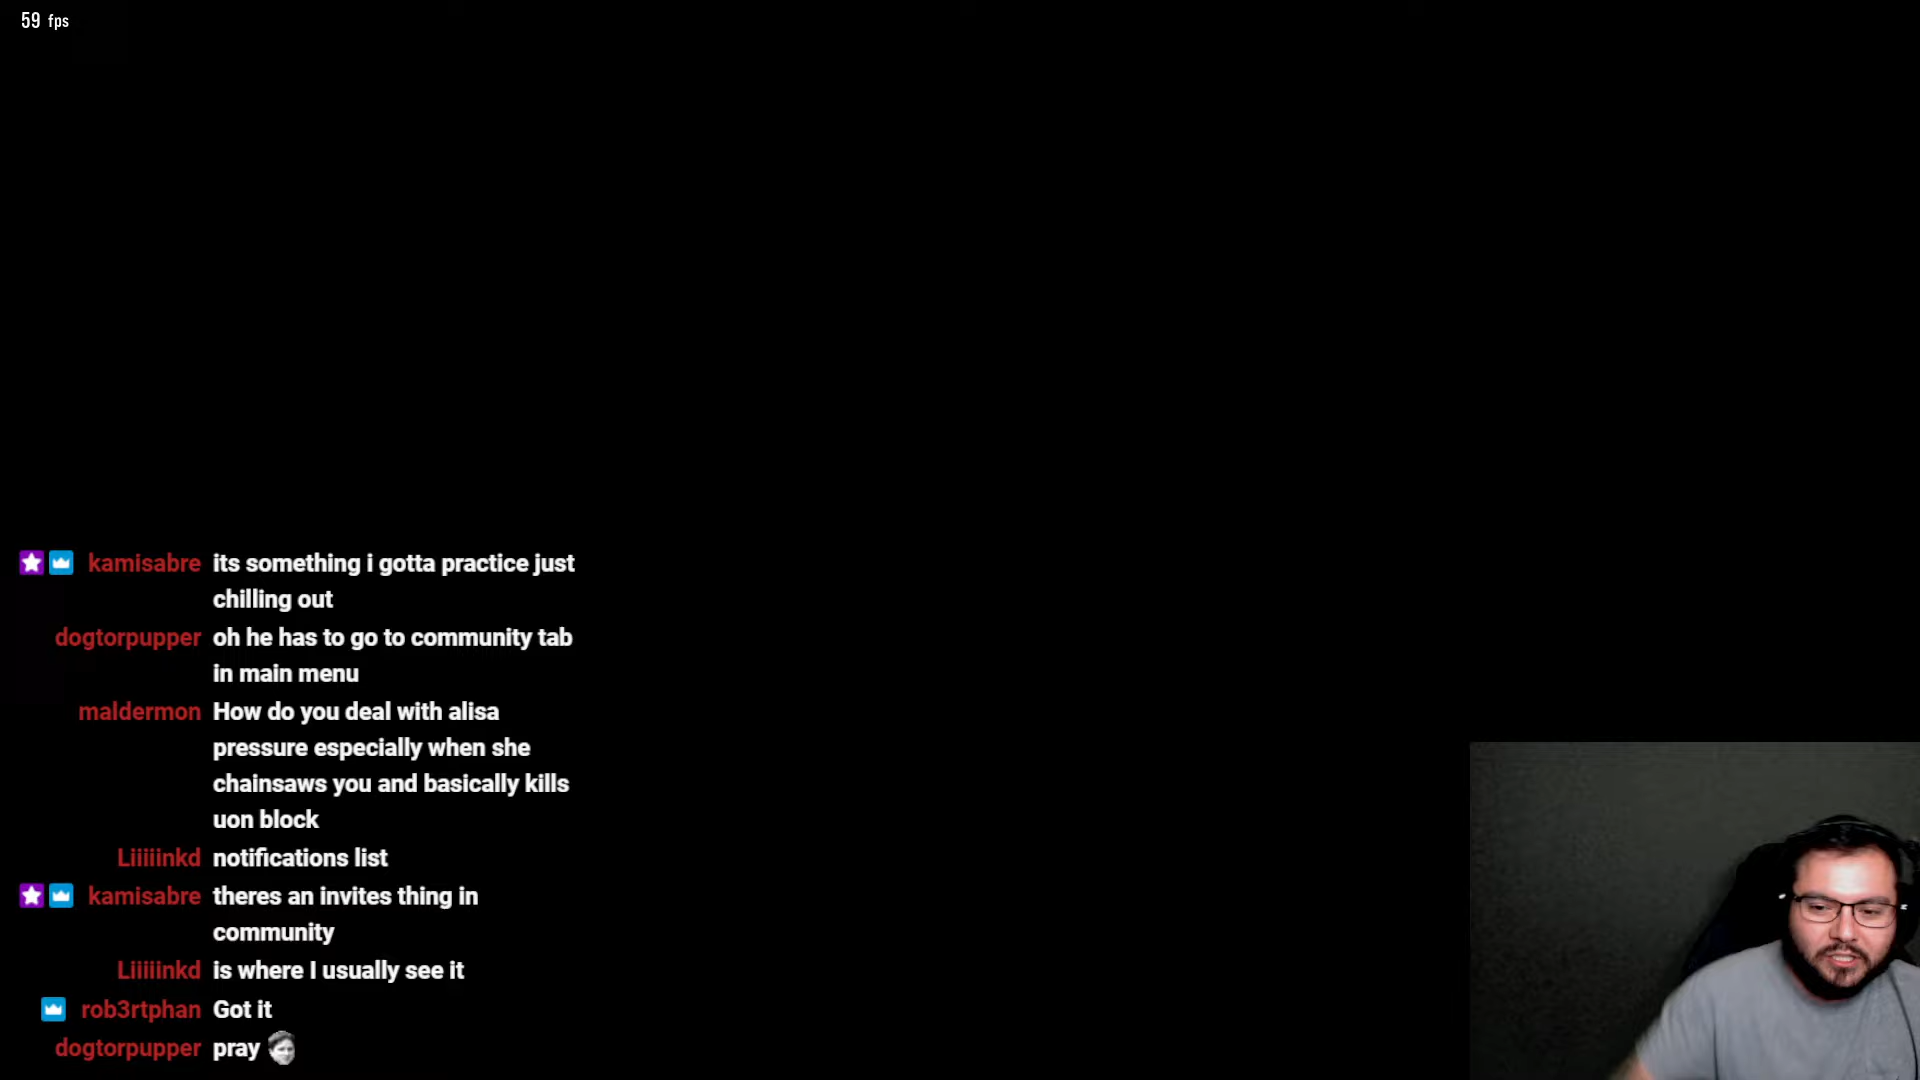 59 fps
kamisabre its something i gotta practice just
chilling out
dogtorpupper oh he has to go to community tab
in main menu
maldermon How do you deal with alisa
pressure especially when she
chainsaws you and basically kills
uon block
Liiiiinkd notifications list
kamisabre theres an invites thing in
community
Liiiiinkd is where I usually see it
rob3rtphan Got it
dogtorpupper pray